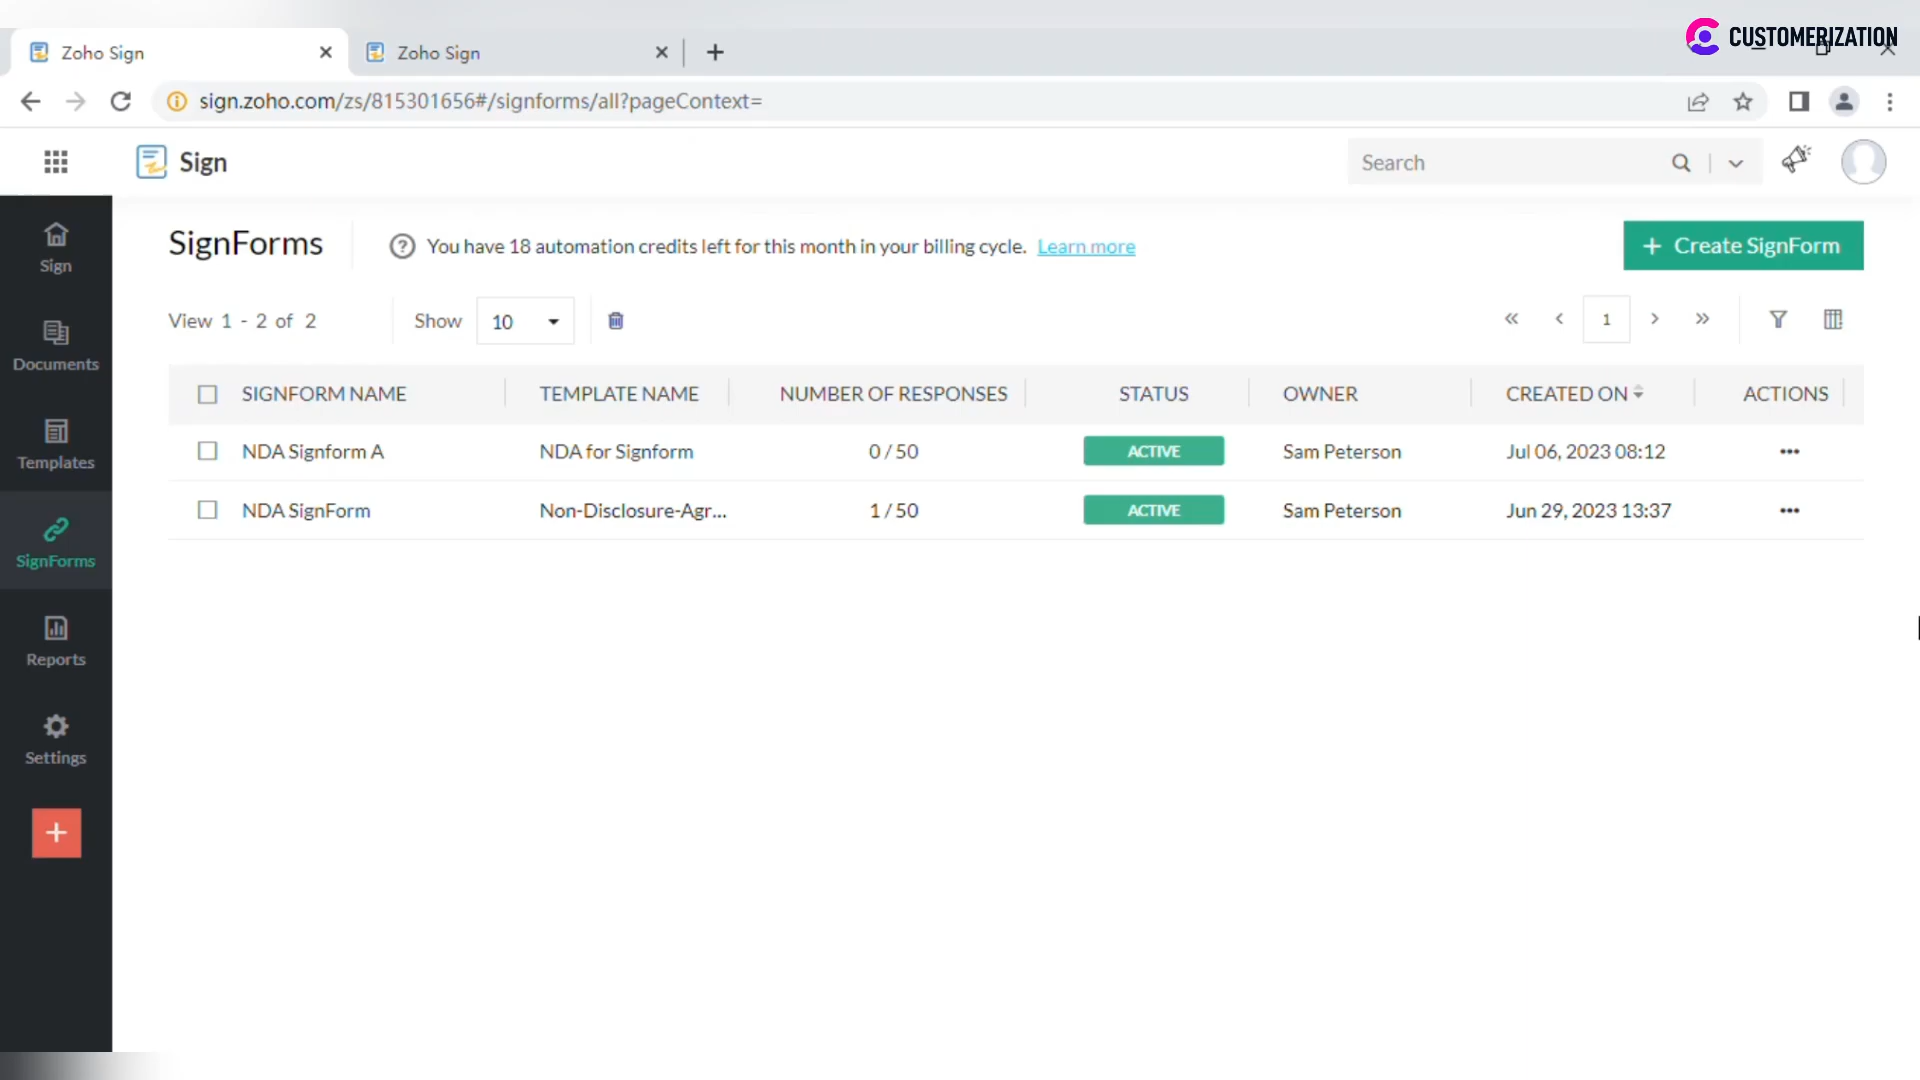 CUSTOMERIZATION
Zoho Sign
Zoho Sign
sign.zoho.com/zs/815301656#/signforms/all?pageContext=
Sign
Search
SignForms
You have 18 automation credits left for this month in your billing cycle. Learn more
+ Create SignForm
View 1 - 2 of 2
Show 10
« ‹ 1 › »
SIGNFORM NAME TEMPLATE NAME NUMBER OF RESPONSES STATUS OWNER CREATED ON ACTIONS
NDA Signform A NDA for Signform 0 / 50 ACTIVE Sam Peterson Jul 06, 2023 08:12 •••
NDA SignForm Non-Disclosure-Agr... 1 / 50 ACTIVE Sam Peterson Jun 29, 2023 13:37 •••
Sign
Documents
Templates
SignForms
Reports
Settings
+